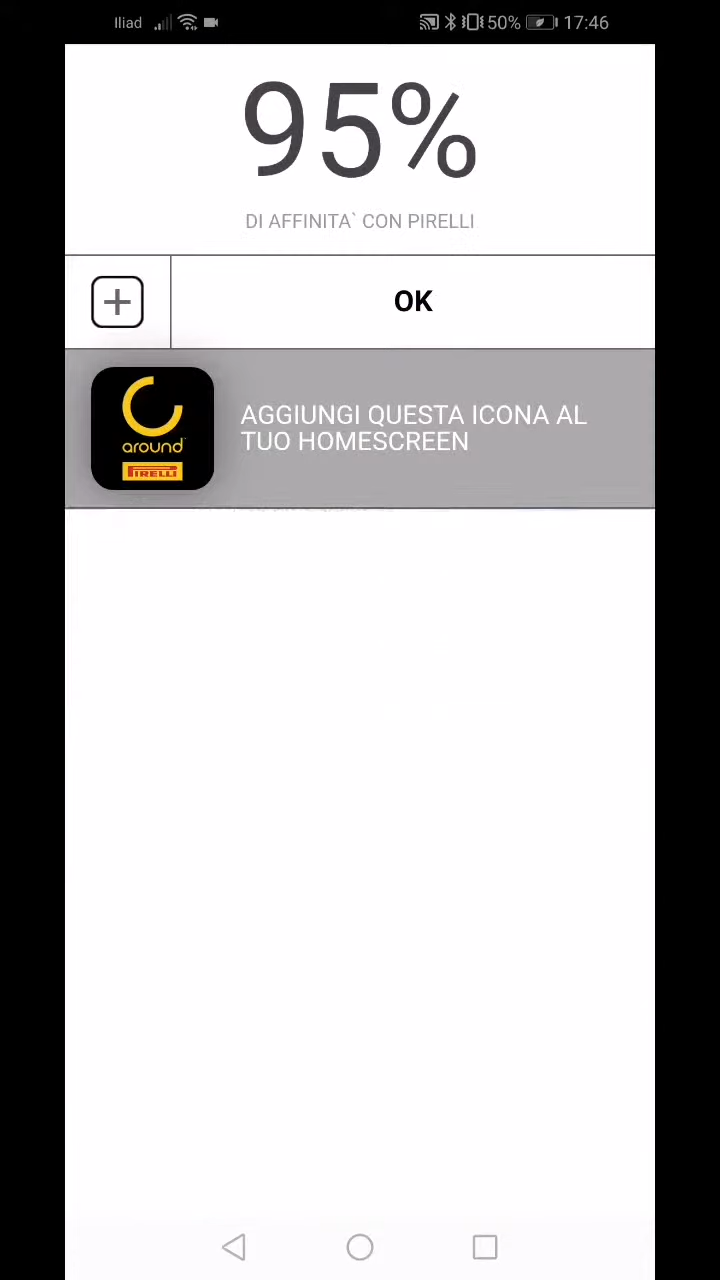 Iliad 50% 17:46
95%
DI AFFINITA` CON PIRELLI
OK
around
PIRELLI
AGGIUNGI QUESTA ICONA AL
TUO HOMESCREEN